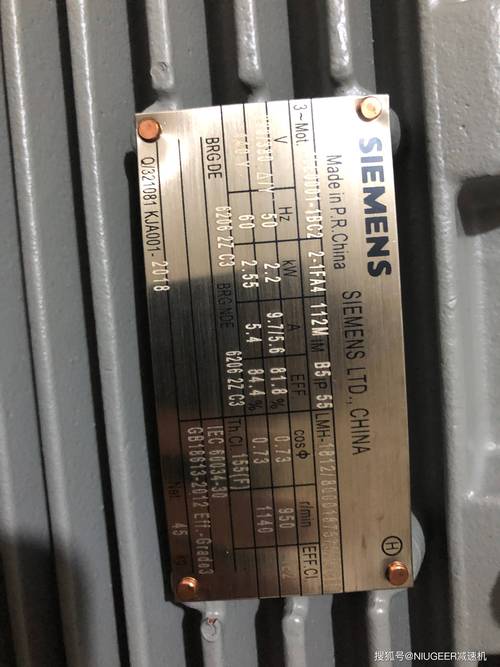 SIEMENS
SIEMENS LTD., CHINA
Made in P.R.China
3~Mot. 1BC2 2-1FA4 112M IM B5 IP 55 LMH-
V Hz kW A EFF cosΦ r/min EFF.CL
50 2.2 9.7/5.6 81.8 % 0.73 950
60 2.55 5.4 84.4 % 0.73 1140
BRG DE 6206 2Z C3 BRG NDE 6206 2Z C3 Th.Cl. 155(F)
IEC 60034-30
GB18613-2012 Eff.-Grade3
Q/321081 KJA001-2018 45
H
搜狐号@NIUGEER减速机